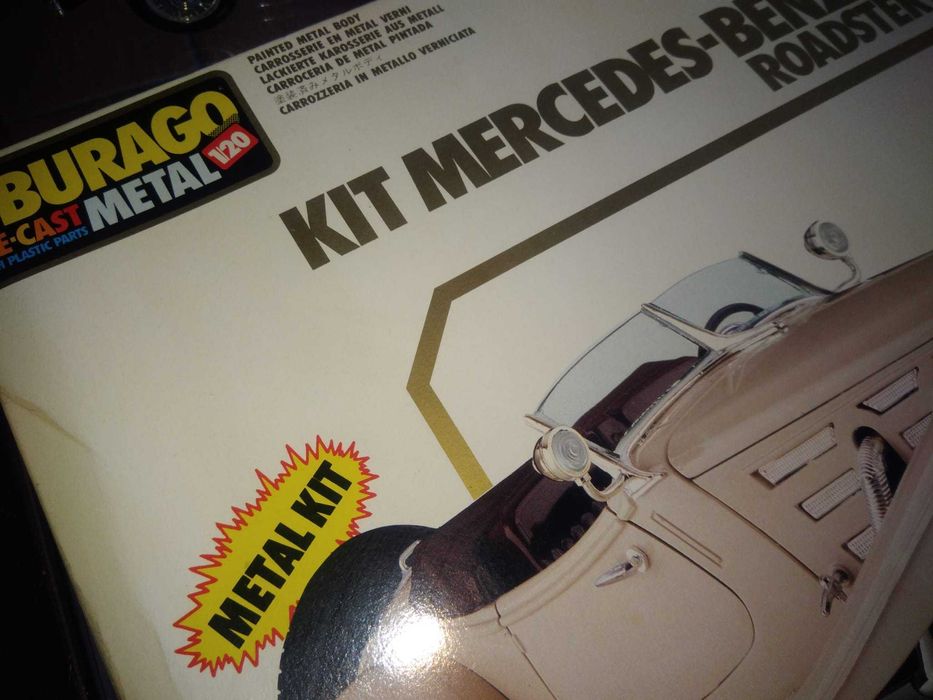 PAINTED METAL BODY
CARROSSERIE EN METAL VERNI
LACKIERTE KAROSSERIE AUS METALL
CARROCERIA DE METAL PINTADA
塗装済みメタルボディ
CARROZZERIA IN METALLO VERNICIATA
BURAGO
E-CAST METAL 1/20
PLASTIC PARTS
KIT MERCEDES-BENZ
ROADSTER
METAL KIT